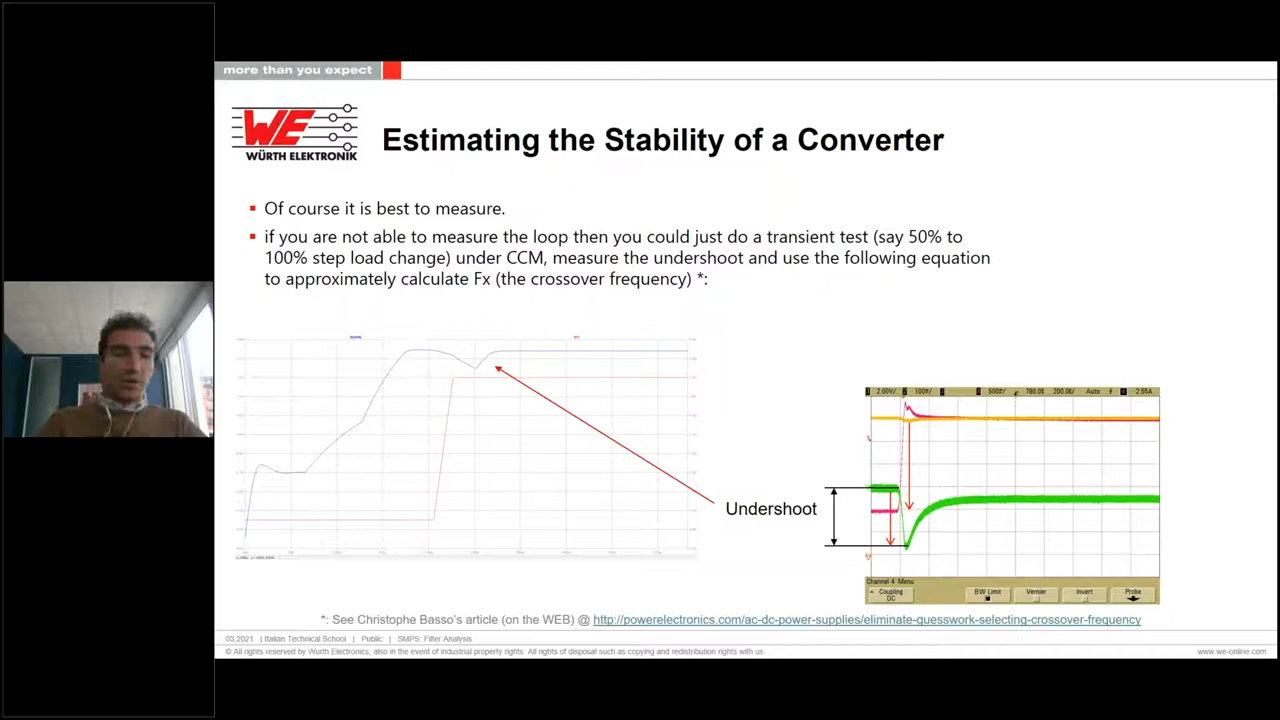 more than you expect
WE
WÜRTH ELEKTRONIK
Estimating the Stability of a Converter
Of course it is best to measure.
if you are not able to measure the loop then you could just do a transient test (say 50% to
100% step load change) under CCM, measure the undershoot and use the following equation
to approximately calculate Fx (the crossover frequency) *:
Undershoot
Auto
Channel 4 Menu
Coupling
DC
BW Limit
Vernier
Invert
Probe
*: See Christophe Basso's article (on the WEB) @ http://powerelectronics.com/ac-dc-power-supplies/eliminate-guesswork-selecting-crossover-frequency
03.2021 | Italian Technical School | Public | SMPS: Filter Analysis
© All rights reserved by Wurth Electronics, also in the event of industrial property rights. All rights of disposal such as copying and redistribution rights with us.
www.we-online.com